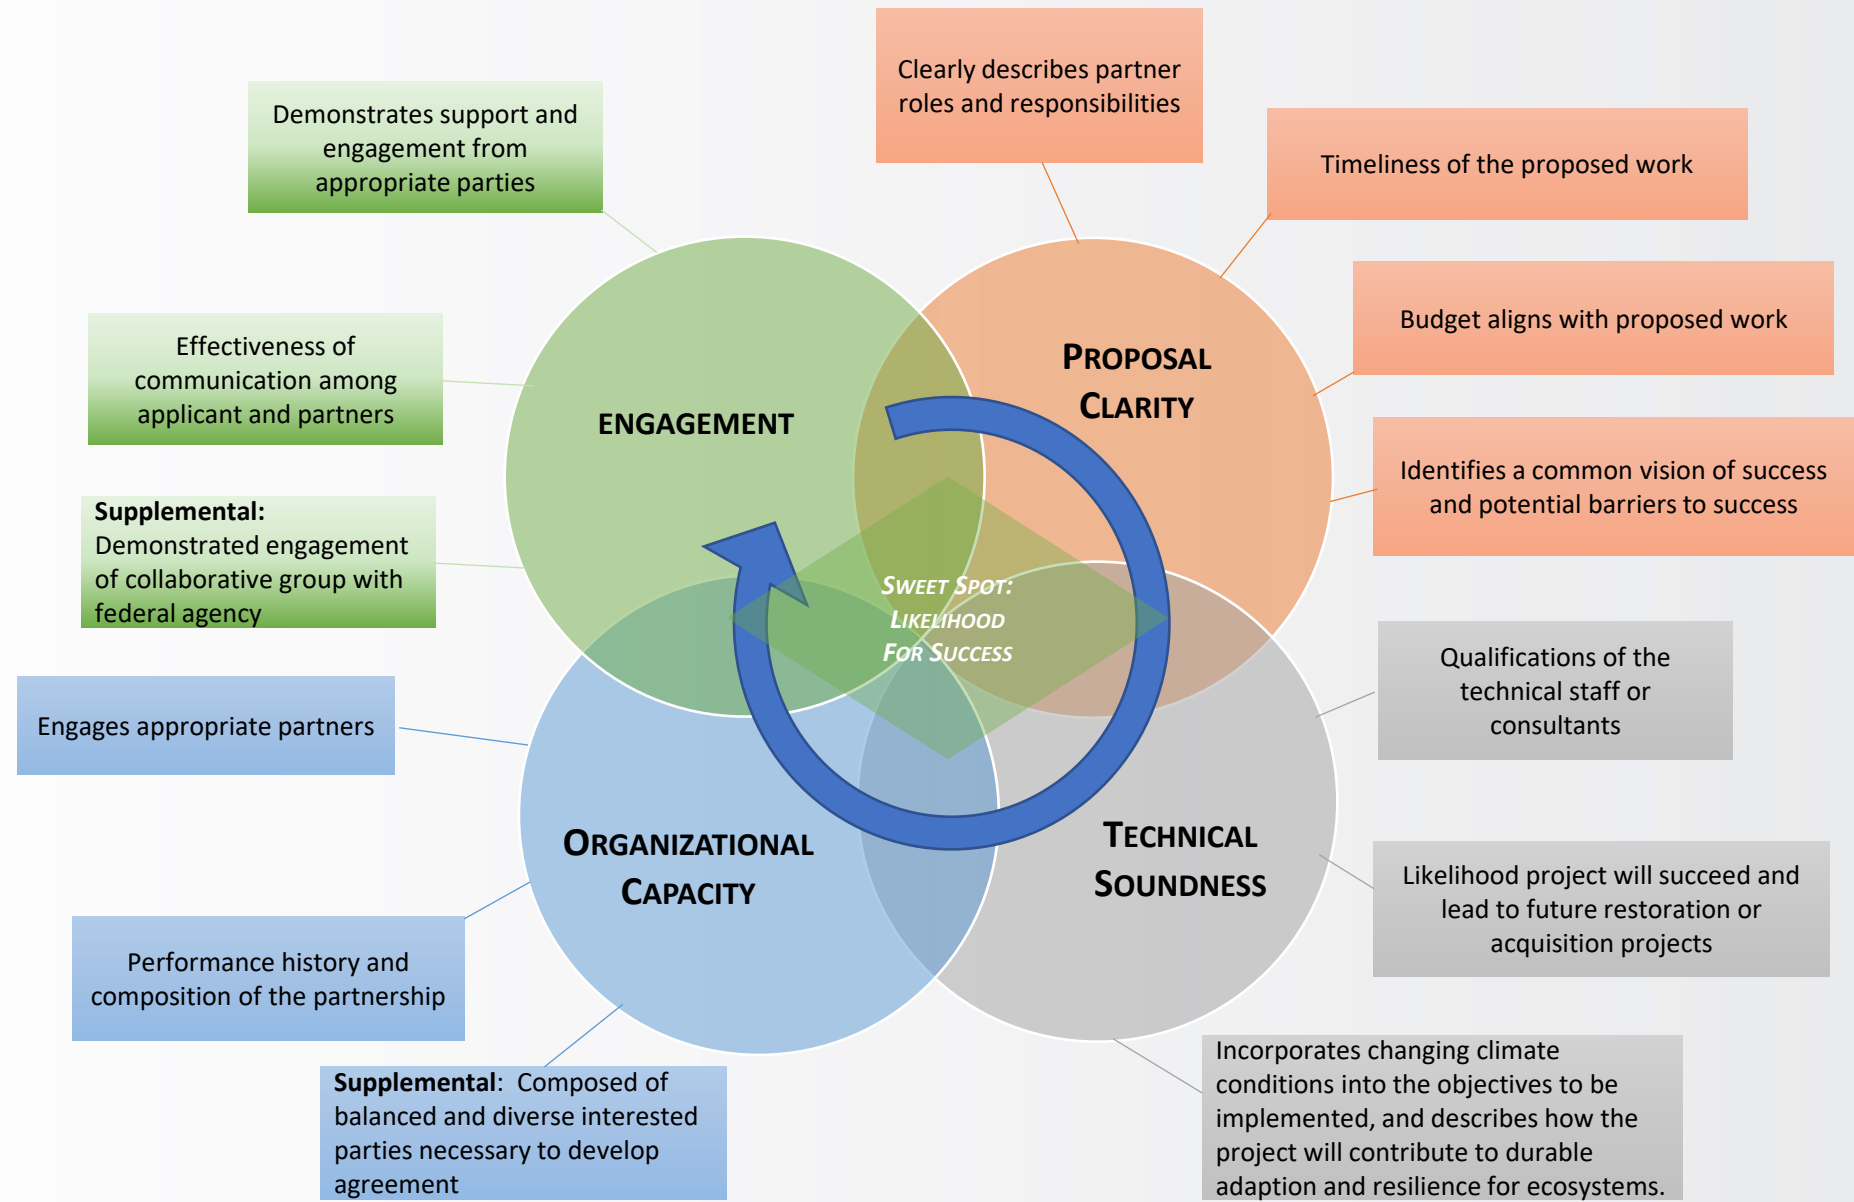 Clearly describes partner
roles and responsibilities
Demonstrates support and
engagement from
appropriate parties
Timeliness of the proposed work
Effectiveness of
communication among
applicant and partners
Budget aligns with proposed work
ENGAGEMENT
PROPOSAL
CLARITY
Identifies a common vision of success
and potential barriers to success
Supplemental:
Demonstrated engagement
of collaborative group with
federal agency
SWEET SPOT:
LIKELIHOOD
FOR SUCCESS
Qualifications of the
technical staff or
consultants
Engages appropriate partners
ORGANIZATIONAL
CAPACITY
TECHNICAL
SOUNDNESS
Likelihood project will succeed and
lead to future restoration or
acquisition projects
Performance history and
composition of the partnership
Supplemental:  Composed of
balanced and diverse interested
parties necessary to develop
agreement
Incorporates changing climate
conditions into the objectives to be
implemented, and describes how the
project will contribute to durable
adaption and resilience for ecosystems.